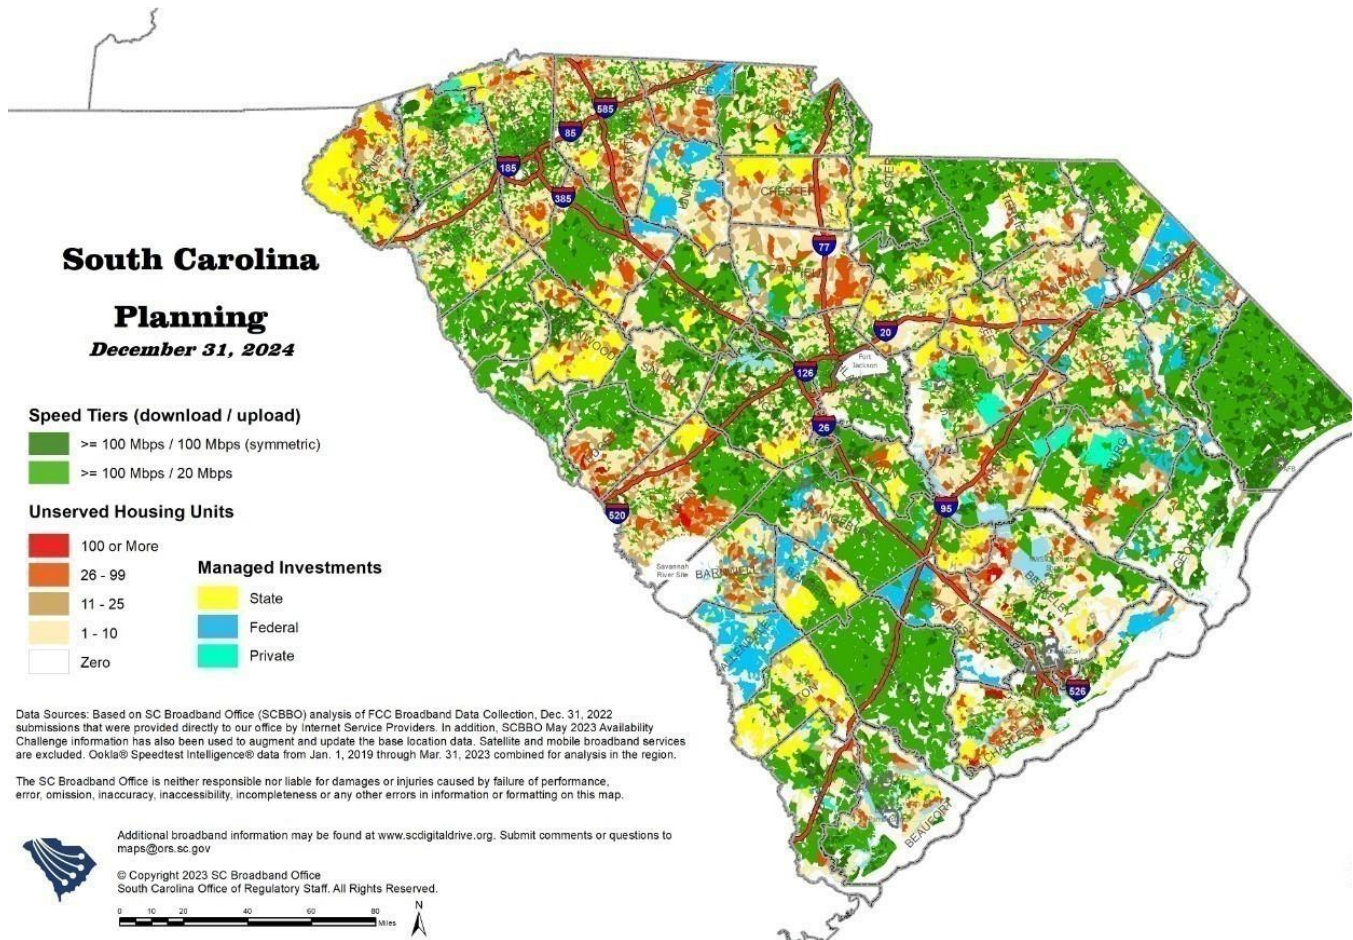 South Carolina
Planning
December 31, 2024
Speed Tiers (download / upload)
>= 100 Mbps / 100 Mbps (symmetric)
>= 100 Mbps / 20 Mbps
Unserved Housing Units
100 or More
26 - 99
11 - 25
1 - 10
Zero
Managed Investments
State
Federal
Private
585
85
185
385
CHESTER
77
FAIRFIELD
20
Fort
Jackson
126
26
520
95
Savannah
River Site
BERKELEY
526
BEAUFORT
Data Sources: Based on SC Broadband Office (SCBBO) analysis of FCC Broadband Data Collection, Dec. 31, 2022
submissions that were provided directly to our office by Internet Service Providers. In addition, SCBBO May 2023 Availability
Challenge information has also been used to augment and update the base location data. Satellite and mobile broadband services
are excluded. Ookla® Speedtest Intelligence® data from Jan. 1, 2019 through Mar. 31, 2023 combined for analysis in the region.
The SC Broadband Office is neither responsible nor liable for damages or injuries caused by failure of performance,
error, omission, inaccuracy, inaccessibility, incompleteness or any other errors in information or formatting on this map.
Additional broadband information may be found at www.scdigitaldrive.org. Submit comments or questions to
maps@ors.sc.gov
© Copyright 2023 SC Broadband Office
South Carolina Office of Regulatory Staff. All Rights Reserved.
0 10 20 40 60 80
Miles
N